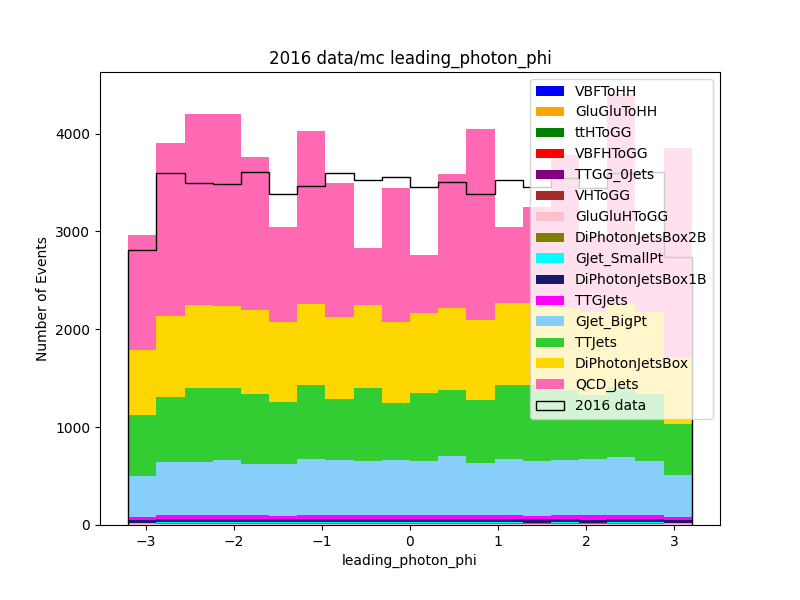 2016 data/mc leading_photon_phi
Number of Events
4000
3000
2000
1000
0
−3
−2
−1
0
1
2
3
leading_photon_phi
VBFToHH
GluGluToHH
ttHToGG
VBFHToGG
TTGG_0Jets
VHToGG
GluGluHToGG
DiPhotonJetsBox2B
GJet_SmallPt
DiPhotonJetsBox1B
TTGJets
GJet_BigPt
TTJets
DiPhotonJetsBox
QCD_Jets
2016 data